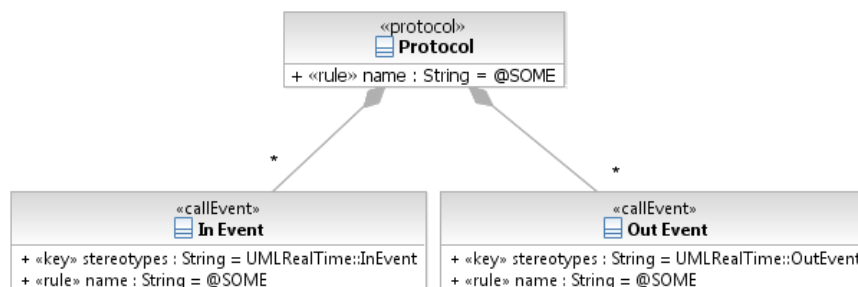 «protocol»
Protocol
+ «rule» name : String = @SOME
* *
«callEvent»
In Event
+ «key» stereotypes : String = UMLRealTime::InEvent
+ «rule» name : String = @SOME
«callEvent»
Out Event
+ «key» stereotypes : String = UMLRealTime::OutEvent
+ «rule» name : String = @SOME